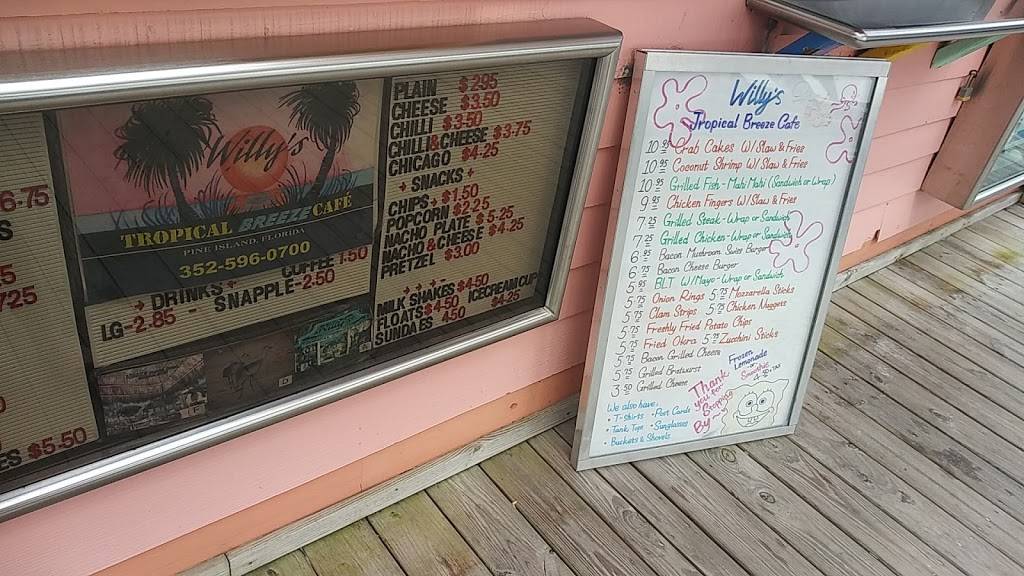 6.75
S
5
7.25
0
ES $5.50
Willy's
TROPICAL BREEZE CAFE
PINE ISLAND, FLORIDA
352-596-0700
COFFEE 1.50
+ DRINKS +
SNAPPLE - 2.50
LG - 2.85 -
PLAIN $2.95
CHEESE $3.50
CHILLI $3.50
CHILLI&CHEESE $3.75
CHICAGO $4.25
+ SNACKS +
CHIPS $1.50
POPCORN $2.25
NACHO PLATE $5.25
NACHO & CHEESE $4.25
PRETZEL $3.00
MILK SHAKES $4.50
FLOATS $4.50 ICECREAM CUP
SUNDAES 4.50 $4.25
Willy's
Tropical Breeze Cafe
10.95 Crab Cakes W/Slaw & Fries
10.95 Coconut Shrimp W/Slaw & Fries
10.95 Grilled Fish - Mahi Mahi (Sandwich or Wrap)
9.95 Chicken Fingers W/Slaw & Fries
7.25 Grilled Steak - Wrap or Sandwich
7.25 Grilled Chicken - Wrap or Sandwich
6.95 Bacon Mushroom Swiss Burger
6.75 Bacon Cheese Burger
5.95 BLT W/Mayo - Wrap or Sandwich
5.75 Onion Rings 5.75 Mozzarella Sticks
5.75 Clam Strips 5.75 Chicken Nuggets
5.75 Freshly Fried Potato Chips
5.75 Fried Okra 5.75 Zucchini Sticks
5.75 Bacon Grilled Cheese
5.75 Grilled Bratwurst
3.50 Grilled Cheese
Frozen
Lemonade
or
Smoothie
Thank
you for
Stopping
By
We also have:
• T-Shirts • Post Cards
• Tank Tops • Sunglasses
• Buckets & Shovels